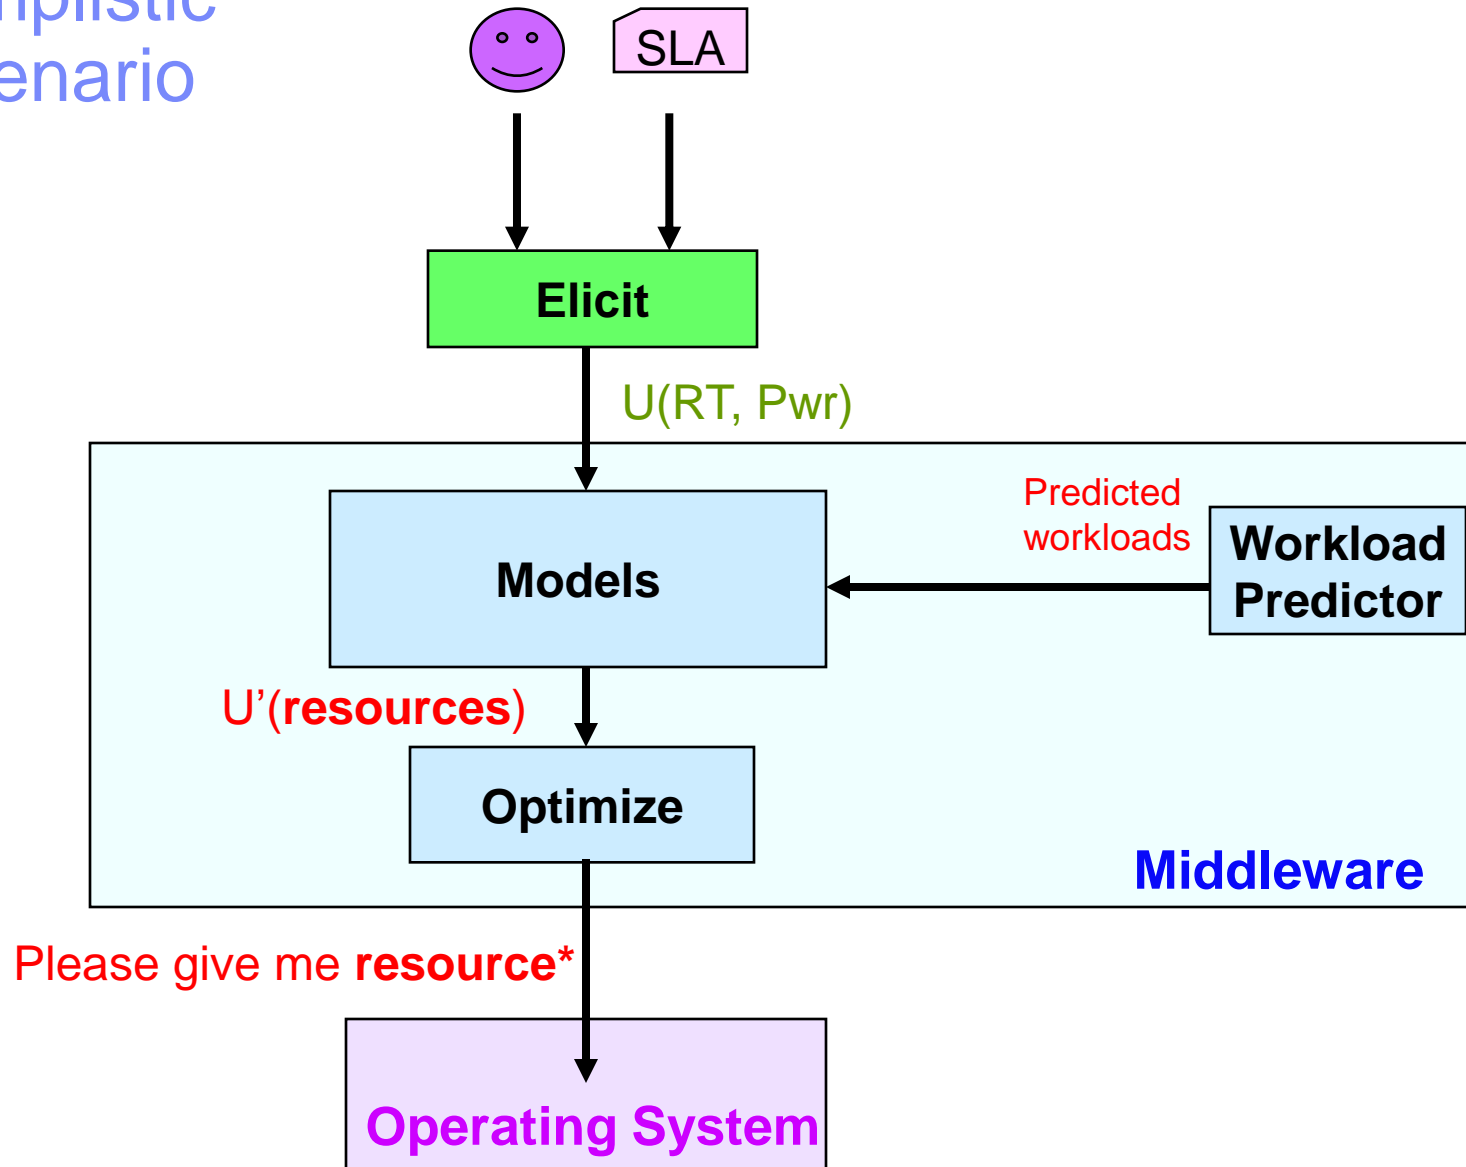 mplistic
enario
SLA
Elicit
U(RT, Pwr)
Predicted
workloads
Workload
Predictor
Models
U’(resources)
Optimize
Middleware
Please give me resource*
Operating System